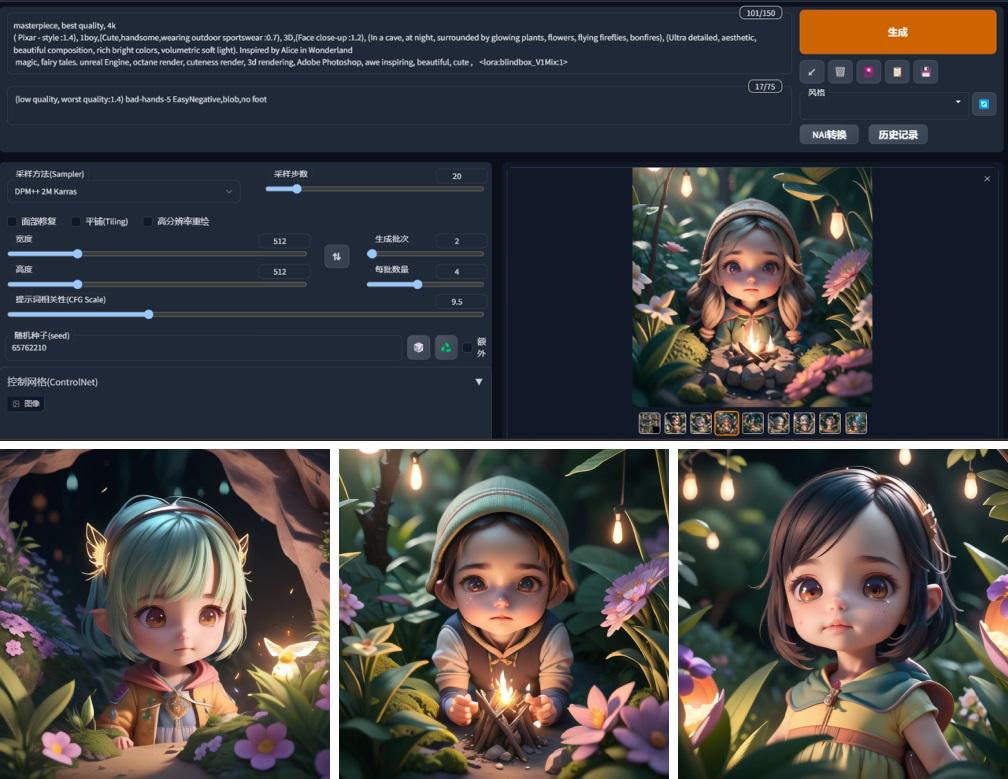 101/150
masterpiece, best quality, 4k
( Pixar - style :1.4), 1boy,(Cute,handsome,wearing outdoor sportswear :0.7), 3D,(Face close-up :1.2), (In a cave, at night, surrounded by glowing plants, flowers, flying fireflies, bonfires), (Ultra detailed, aesthetic,
beautiful composition, rich bright colors, volumetric soft light). Inspired by Alice in Wonderland
magic, fairy tales. unreal Engine, octane render, cuteness render, 3d rendering, Adobe Photoshop, awe inspiring, beautiful, cute , <lora:blindbox_V1Mix:1>
生成
17/75
(low quality, worst quality:1.4) bad-hands-5 EasyNegative,blob,no foot
风格
NAI转换
历史记录
采样方法(Sampler)
DPM++ 2M Karras
采样步数
20
面部修复
平铺(Tiling)
高分辨率重绘
宽度
512
生成批次
2
高度
512
每批数量
4
提示词相关性(CFG Scale)
9.5
随机种子(seed)
65762210
额
外
控制网格(ControlNet)
图像